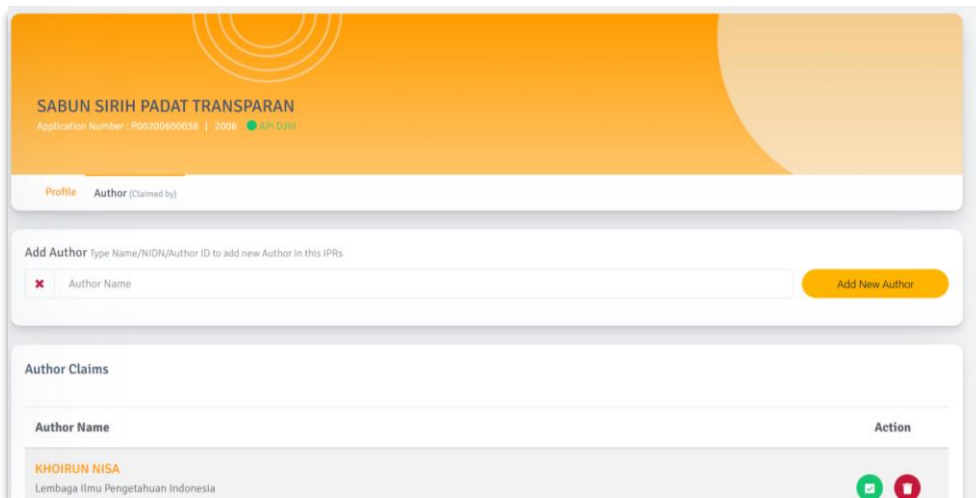 SABUN SIRIH PADAT TRANSPARAN
Application Number : P00200600038 | 2006 API DJKI
Profile Author (Claimed by)
Add Author Type Name/NIDN/Author ID to add new Author in this IPRs
Author Name Add New Author
Author Claims
Author Name Action
KHOIRUN NISA
Lembaga Ilmu Pengetahuan Indonesia